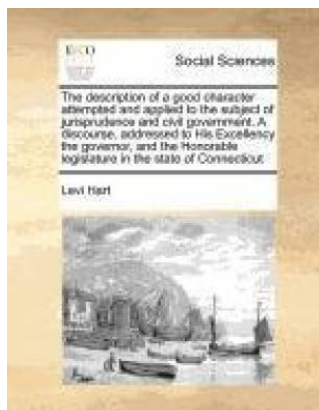 ECCO
Social Sciences
The description of a good character
attempted and applied to the subject of
jurisprudence and civil government. A
discourse, addressed to His Excellency
the governor, and the Honorable
legislature in the state of Connecticut
Levi Hart